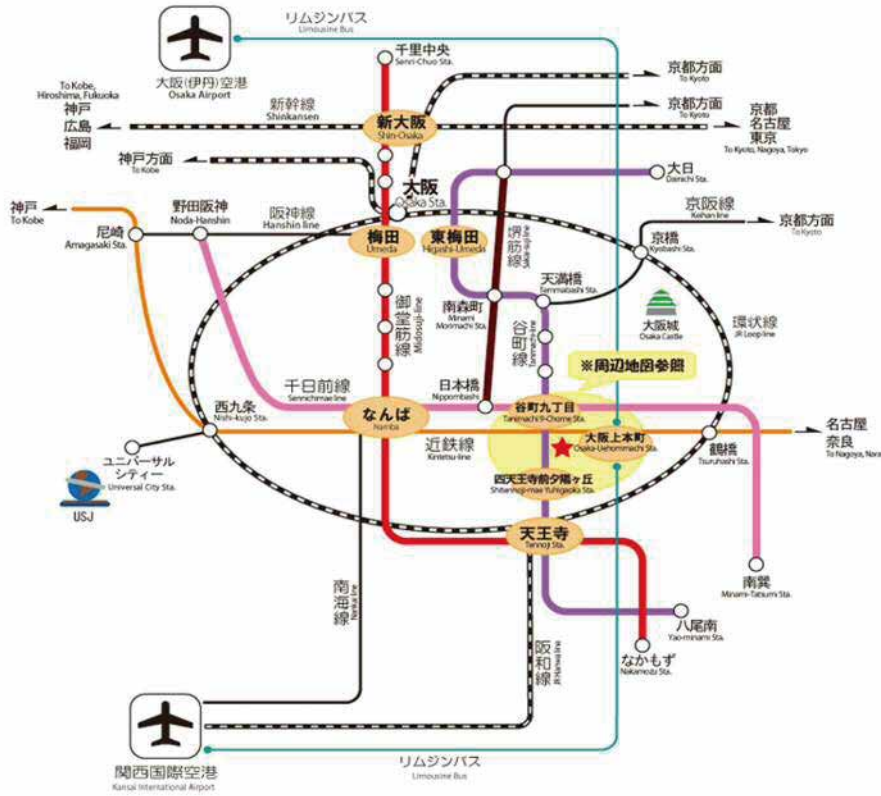 リムジンバス
Limousine Bus
大阪(伊丹)空港
Osaka Airport
千里中央
Senri-Chuo Sta.
京都方面
To Kyoto
To Kobe,
Hiroshima, Fukuoka
神戸
広島
福岡
新幹線
Shinkansen
新大阪
Shin-Osaka
京都方面
To Kyoto
京都
名古屋
東京
To Kyoto, Nagoya, Tokyo
神戸方面
To Kobe
大阪
Osaka Sta.
大日
Dainichi Sta.
神戸
To Kobe
野田阪神
Noda-Hanshin
阪神線
Hanshin line
尼崎
Amagasaki Sta.
梅田
Umeda
東梅田
Higashi-Umeda
堺筋線
Sakaisuji-line
京阪線
Keihan line
京都方面
To Kyoto
京橋
Kyobashi Sta.
天満橋
Temmabashi Sta.
南森町
Minami
Morimachi Sta.
大阪城
Osaka Castle
環状線
JR Loop line
御堂筋線
Midosuji-line
谷町線
Tanimachi-line
※周辺地図参照
千日前線
Sennichimae line
日本橋
Nippombashi
なんば
Namba
谷町九丁目
Tanimachi 9-Chome Sta.
西九条
Nishi-kujo Sta.
近鉄線
Kintetsu-line
大阪上本町
Osaka-Uehommachi Sta.
鶴橋
Tsuruhashi Sta.
名古屋
奈良
To Nagoya, Nara
ユニバーサル
シティー
Universal City Sta.
USJ
四天王寺前夕陽ヶ丘
Shitennoji-mae Yuhigaoka Sta.
天王寺
Tennoji Sta.
南巽
Minami-Tatsumi Sta.
南海線
Nankai-line
阪和線
JR Hanwa line
八尾南
Yao-minami Sta.
なかもず
Nakamozu Sta.
関西国際空港
Kansai International Airport
リムジンバス
Limousine Bus